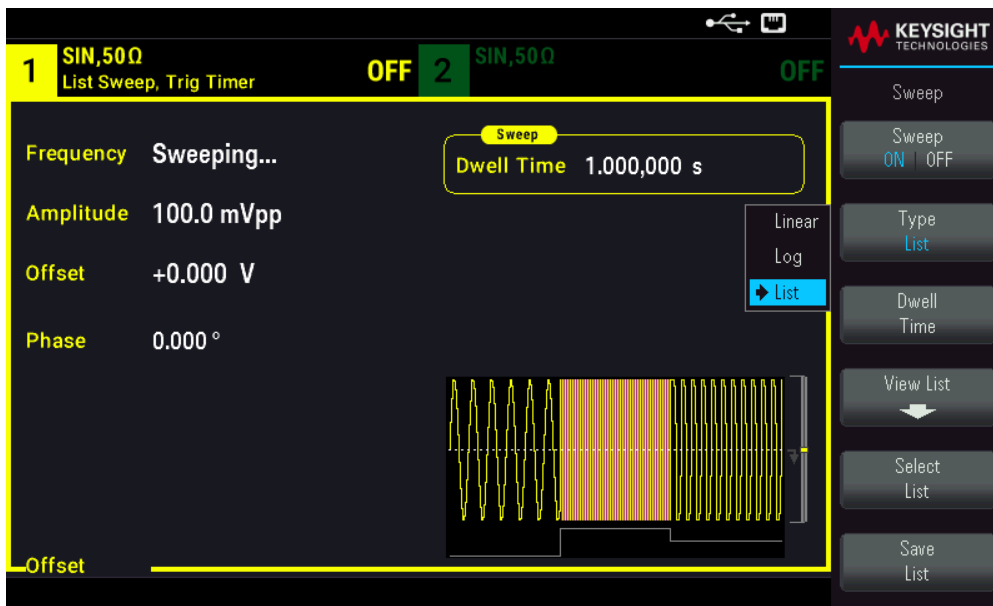 KEYSIGHT
TECHNOLOGIES
1
SIN,50Ω
List Sweep, Trig Timer
OFF
2
SIN,50Ω
OFF
Sweep
Frequency Sweeping...
Sweep
Dwell Time 1.000,000 s
Amplitude 100.0 mVpp
Offset +0.000 V
Phase 0.000 °
Linear
Log
List
Sweep
ON | OFF
Type
List
Dwell
Time
View List
Select
List
Save
List
Offset